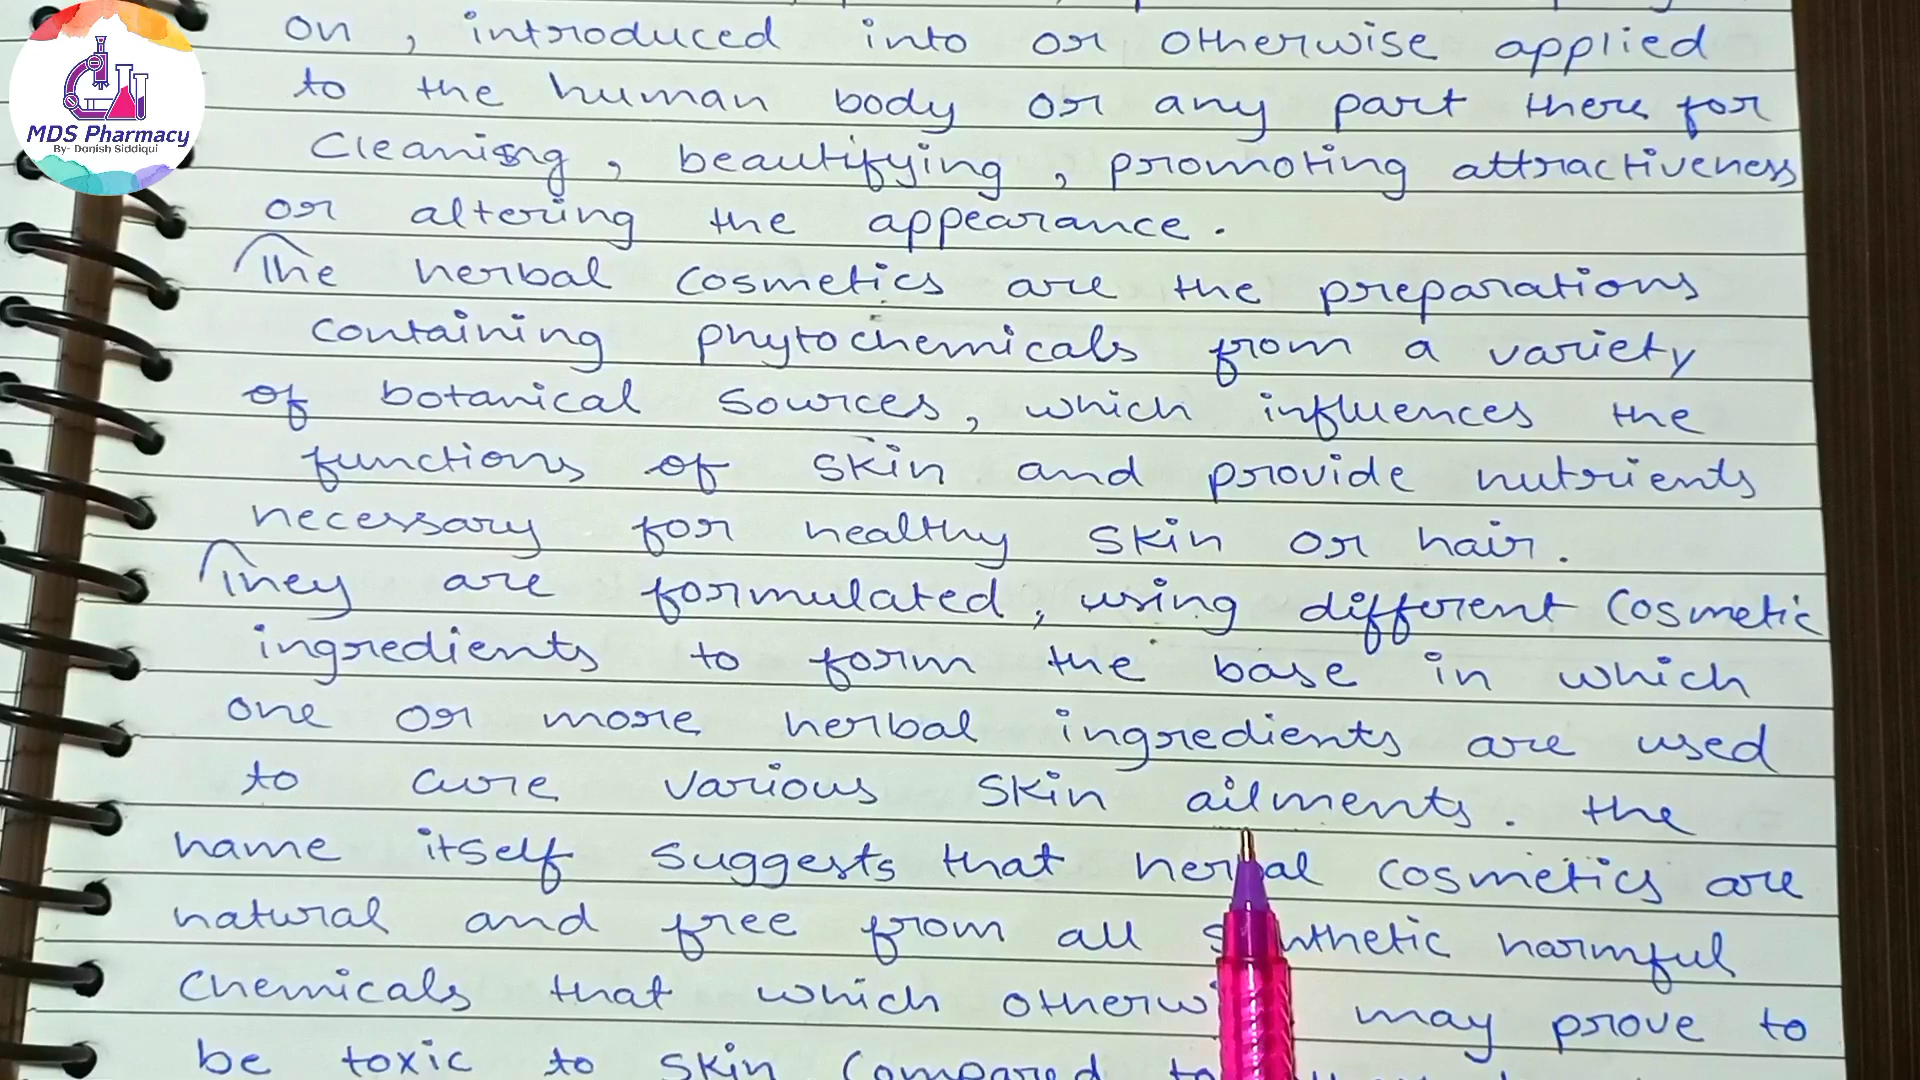 MDS Pharmacy
By- Danish Siddiqui
on , introduced into or otherwise applied
to the human body or any part there for
Cleaning , beautifying , promoting attractiveness
or altering the appearance .
The herbal cosmetics are the preparations
containing phytochemicals from a variety
of botanical sources, which influences the
functions of skin and provide nutrients
necessary for healthy skin or hair .
They are formulated, using different cosmetic
ingredients to form the base in which
one or more herbal ingredients are used
to cure various skin ailments . the
name itself suggests that herbal cosmetics are
natural and free from all synthetic harmful
chemicals that which may prove to
be toxic to skin compared to